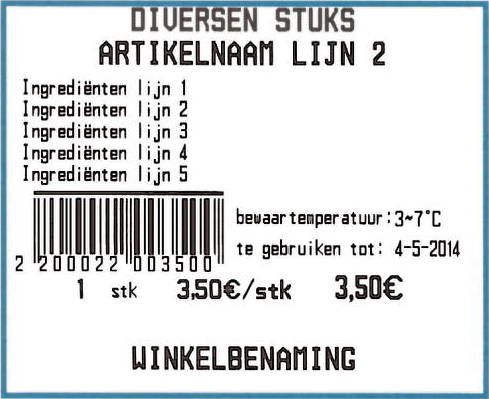 DIVERSEN STUKS
ARTIKELNAAM LIJN 2
Ingrediënten lijn 1
Ingrediënten lijn 2
Ingrediënten lijn 3
Ingrediënten lijn 4
Ingrediënten lijn 5
bewaartemperatuur:3~7°C
te gebruiken tot: 4-5-2014
2 200022 003500
1 stk 3,50€/stk 3,50€
WINKELBENAMING